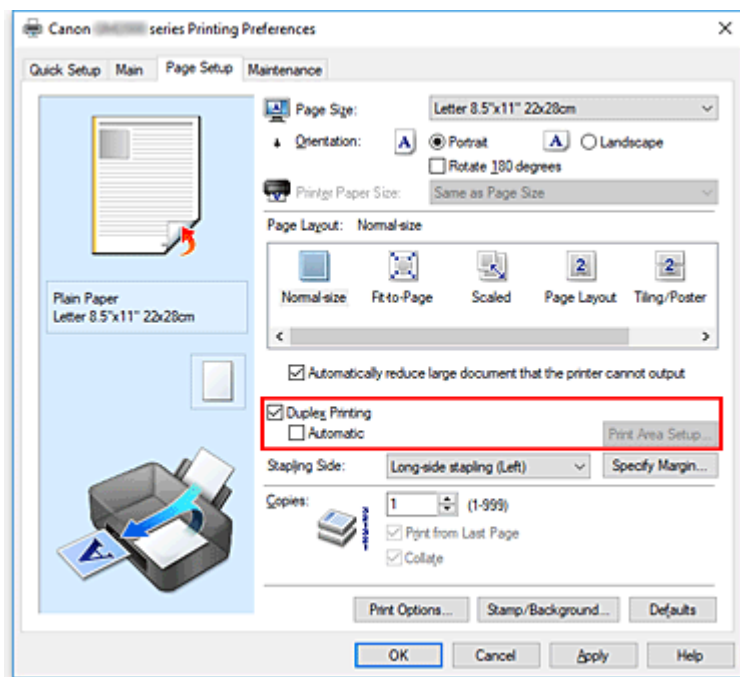 Canon series Printing Preferences
Quick Setup Main Page Setup Maintenance
Page Size: Letter 8.5"x11" 22x28cm
Orientation: A Portrait A Landscape
Rotate 180 degrees
Printer Paper Size: Same as Page Size
Page Layout: Normal-size
2 2
Normal-size Fit-to-Page Scaled Page Layout Tiling/Poster
Plain Paper
Letter 8.5"x11" 22x28cm
Automatically reduce large document that the printer cannot output
Duplex Printing
Automatic Print Area Setup...
Stapling Side: Long-side stapling (Left) Specify Margin...
Copies: 1 (1-999)
Print from Last Page
Collate
A
Print Options... Stamp/Background... Defaults
OK Cancel Apply Help